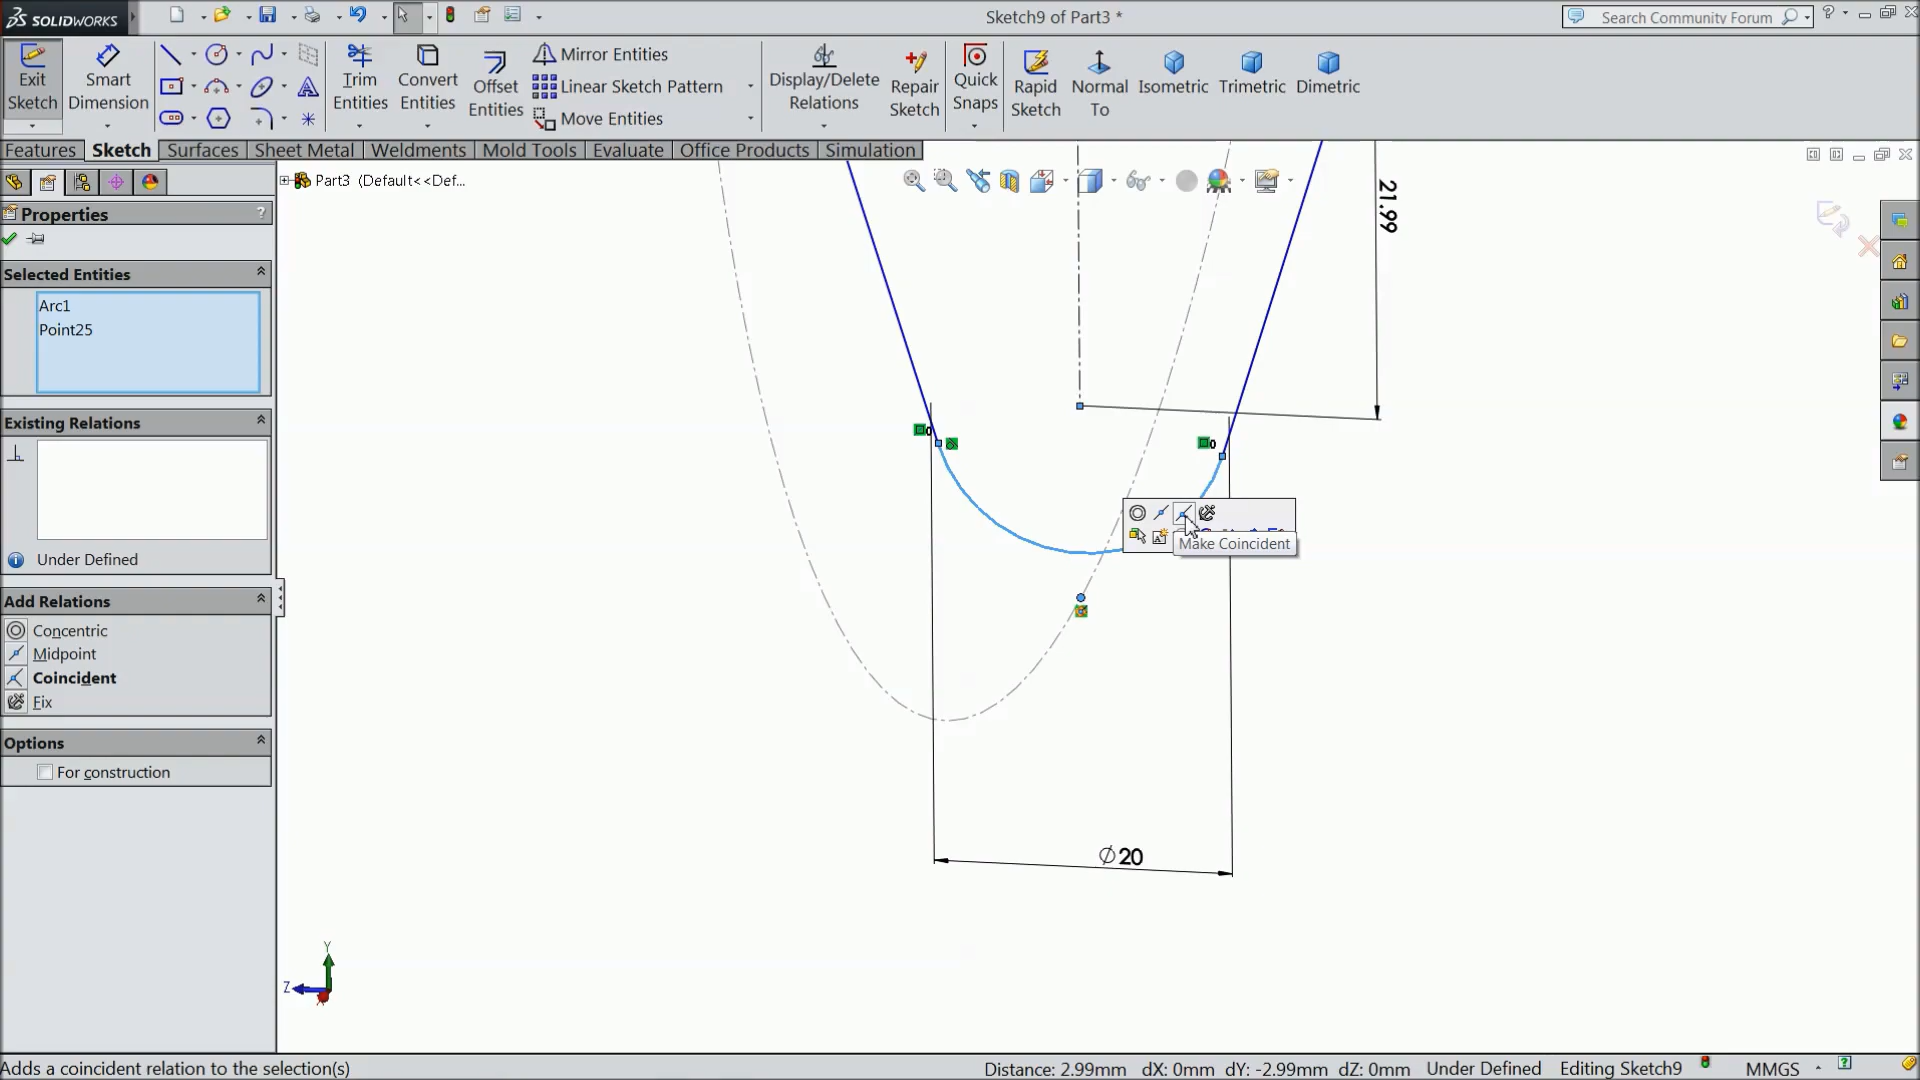 SOLIDWORKS
Sketch9 of Part3 *
Search Community Forum
Exit Sketch
Smart Dimension
Trim Entities
Convert Entities
Offset Entities
Mirror Entities
Linear Sketch Pattern
Move Entities
Display/Delete Relations
Repair Sketch
Quick Snaps
Rapid Sketch
Normal To
Isometric
Trimetric
Dimetric
Features
Sketch
Surfaces
Sheet Metal
Weldments
Mold Tools
Evaluate
Office Products
Simulation
Part3 (Default<<Def...
Properties
?
Selected Entities
Arc1
Point25
Existing Relations
Under Defined
Add Relations
Concentric
Midpoint
Coincident
Fix
Options
For construction
21.99
Make Coincident
∅20
Y
Z
X
Adds a coincident relation to the selection(s)
Distance: 2.99mm dX: 0mm dY: -2.99mm dZ: 0mm
Under Defined
Editing Sketch9
MMGS